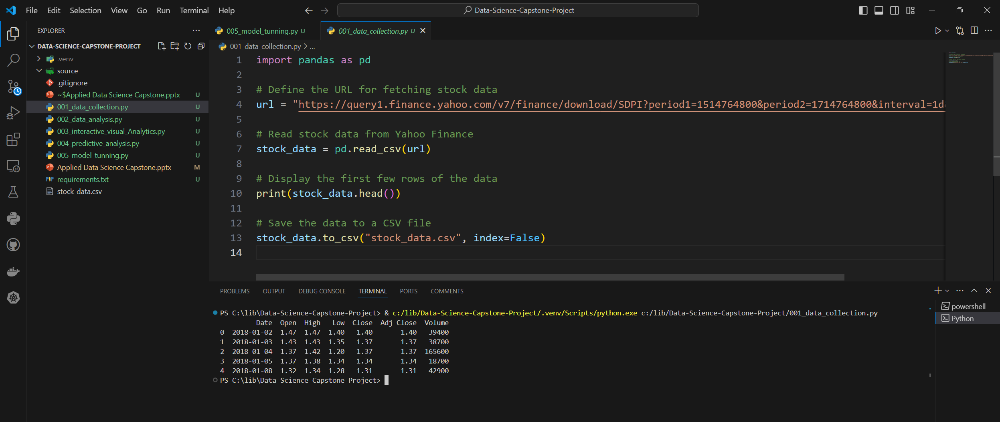 File Edit Selection View Go Run Terminal Help
Data-Science-Capstone-Project
EXPLORER
DATA-SCIENCE-CAPSTONE-PROJECT
.venv
source
.gitignore
~$Applied Data Science Capstone.pptx U
001_data_collection.py U
002_data_analysis.py U
003_interactive_visual_Analytics.py U
004_predictive_analysis.py U
005_model_tunning.py U
Applied Data Science Capstone.pptx M
requirements.txt U
stock_data.csv
005_model_tunning.py U
001_data_collection.py U
001_data_collection.py > ...
1 import pandas as pd
2
3 # Define the URL for fetching stock data
4 url = "https://query1.finance.yahoo.com/v7/finance/download/SDPI?period1=1514764800&period2=1714764800&interval=1d&
5
6 # Read stock data from Yahoo Finance
7 stock_data = pd.read_csv(url)
8
9 # Display the first few rows of the data
10 print(stock_data.head())
11
12 # Save the data to a CSV file
13 stock_data.to_csv("stock_data.csv", index=False)
14
PROBLEMS OUTPUT DEBUG CONSOLE TERMINAL PORTS COMMENTS
PS C:\lib\Data-Science-Capstone-Project> & c:/lib/Data-Science-Capstone-Project/.venv/Scripts/python.exe c:/lib/Data-Science-Capstone-Project/001_data_collection.py
Date Open High Low Close Adj Close Volume
0 2018-01-02 1.47 1.47 1.40 1.40 1.40 39400
1 2018-01-03 1.43 1.43 1.35 1.37 1.37 38700
2 2018-01-04 1.37 1.42 1.20 1.37 1.37 165600
3 2018-01-05 1.37 1.38 1.34 1.34 1.34 18700
4 2018-01-08 1.32 1.34 1.28 1.31 1.31 42900
PS C:\lib\Data-Science-Capstone-Project>
powershell
Python